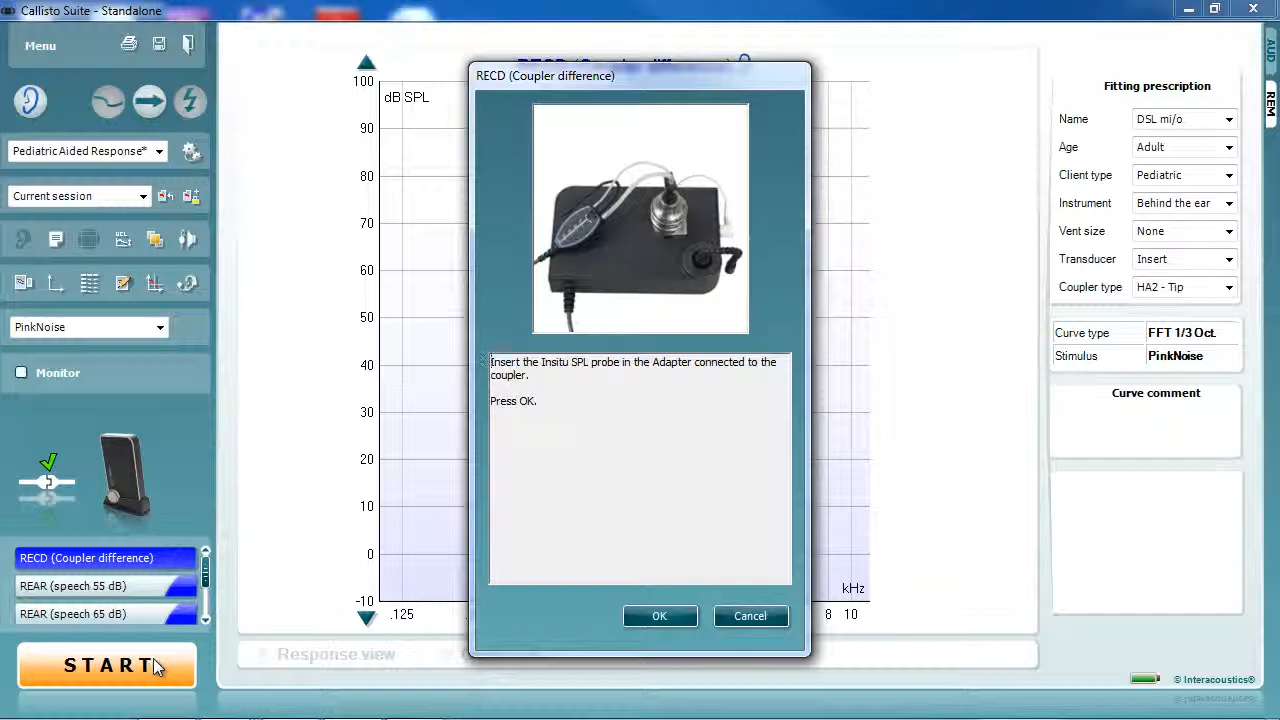 Callisto Suite - Standalone
Menu
Pediatric Aided Response*
Current session
PinkNoise
Monitor
RECD (Coupler difference)
REAR (speech 55 dB)
REAR (speech 65 dB)
START
100
dB SPL
90
80
70
60
50
40
30
20
10
0
-10
.125
8
10
kHz
Response view
RECD (Coupler difference)
Insert the Insitu SPL probe in the Adapter connected to the
coupler.
Press OK.
OK
Cancel
AUD
REM
Fitting prescription
Name DSL mi/o
Age Adult
Client type Pediatric
Instrument Behind the ear
Vent size None
Transducer Insert
Coupler type HA2 - Tip
Curve type FFT 1/3 Oct.
Stimulus PinkNoise
Curve comment
© Interacoustics®